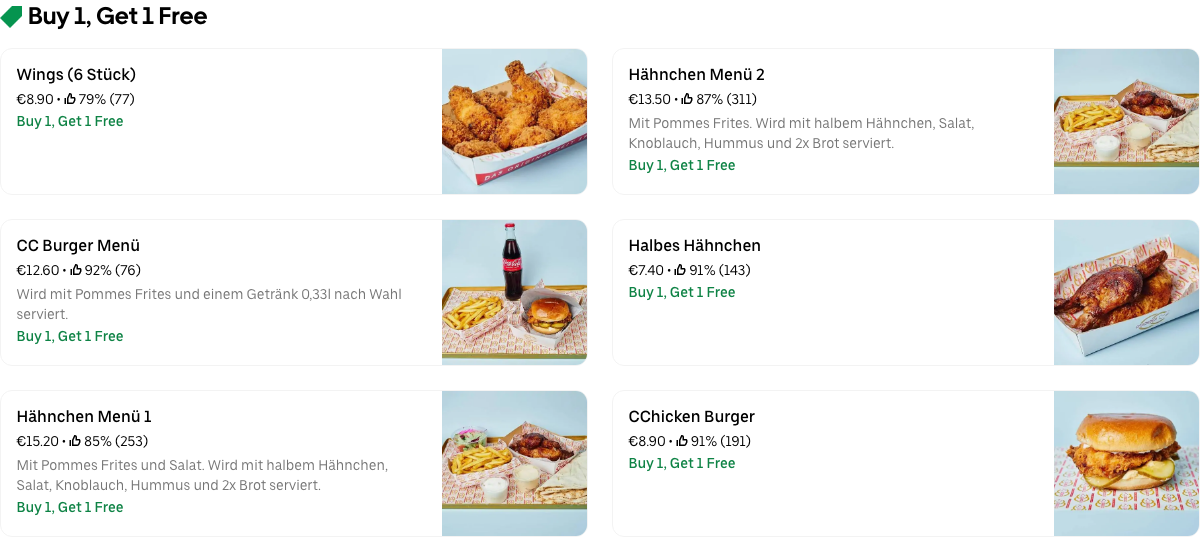 Buy 1, Get 1 Free
Wings (6 Stück)
€8.90 • 79% (77)
Buy 1, Get 1 Free
Hähnchen Menü 2
€13.50 • 87% (311)
Mit Pommes Frites. Wird mit halbem Hähnchen, Salat,
Knoblauch, Hummus und 2x Brot serviert.
Buy 1, Get 1 Free
CC Burger Menü
€12.60 • 92% (76)
Wird mit Pommes Frites und einem Getränk 0,33l nach Wahl
serviert.
Buy 1, Get 1 Free
Halbes Hähnchen
€7.40 • 91% (143)
Buy 1, Get 1 Free
Hähnchen Menü 1
€15.20 • 85% (253)
Mit Pommes Frites und Salat. Wird mit halbem Hähnchen,
Salat, Knoblauch, Hummus und 2x Brot serviert.
Buy 1, Get 1 Free
CChicken Burger
€8.90 • 91% (191)
Buy 1, Get 1 Free